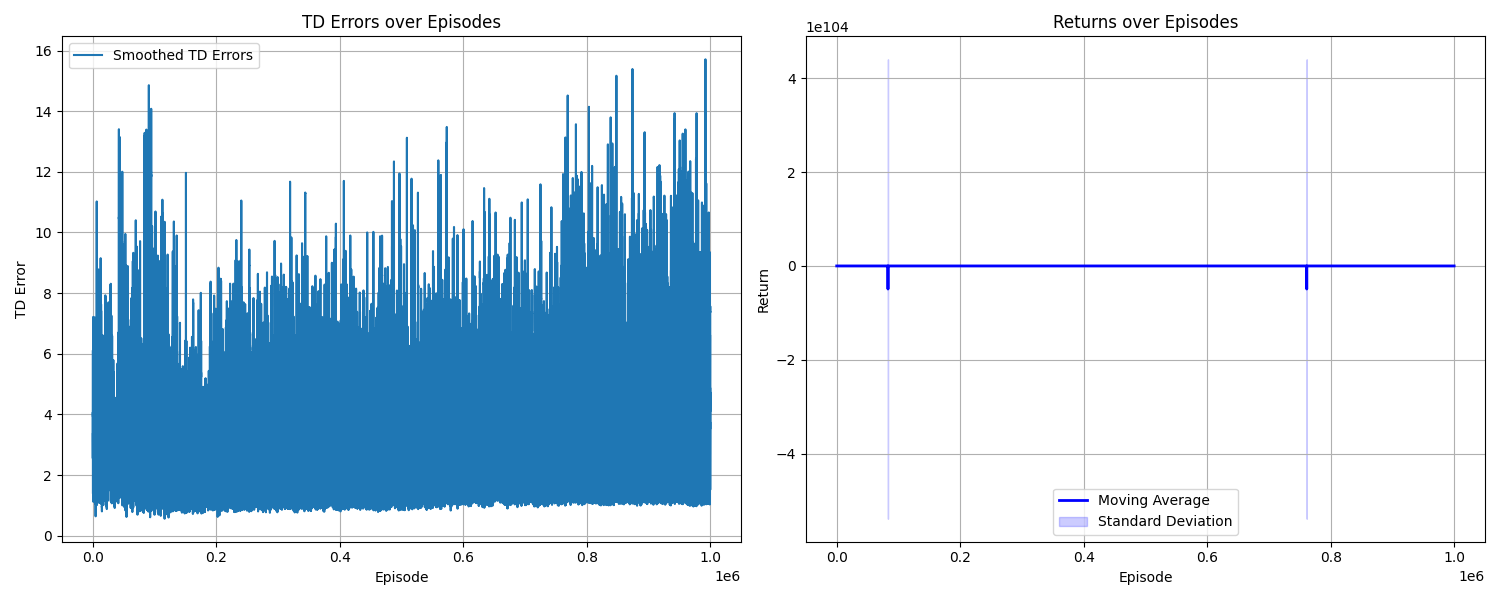 TD Errors over Episodes
Smoothed TD Errors
16
14
12
10
8
6
4
2
0
TD Error
0.0 0.2 0.4 0.6 0.8 1.0
1e6
Episode
Returns over Episodes
1e104
4
2
0
−2
−4
Return
Moving Average
Standard Deviation
0.0 0.2 0.4 0.6 0.8 1.0
1e6
Episode